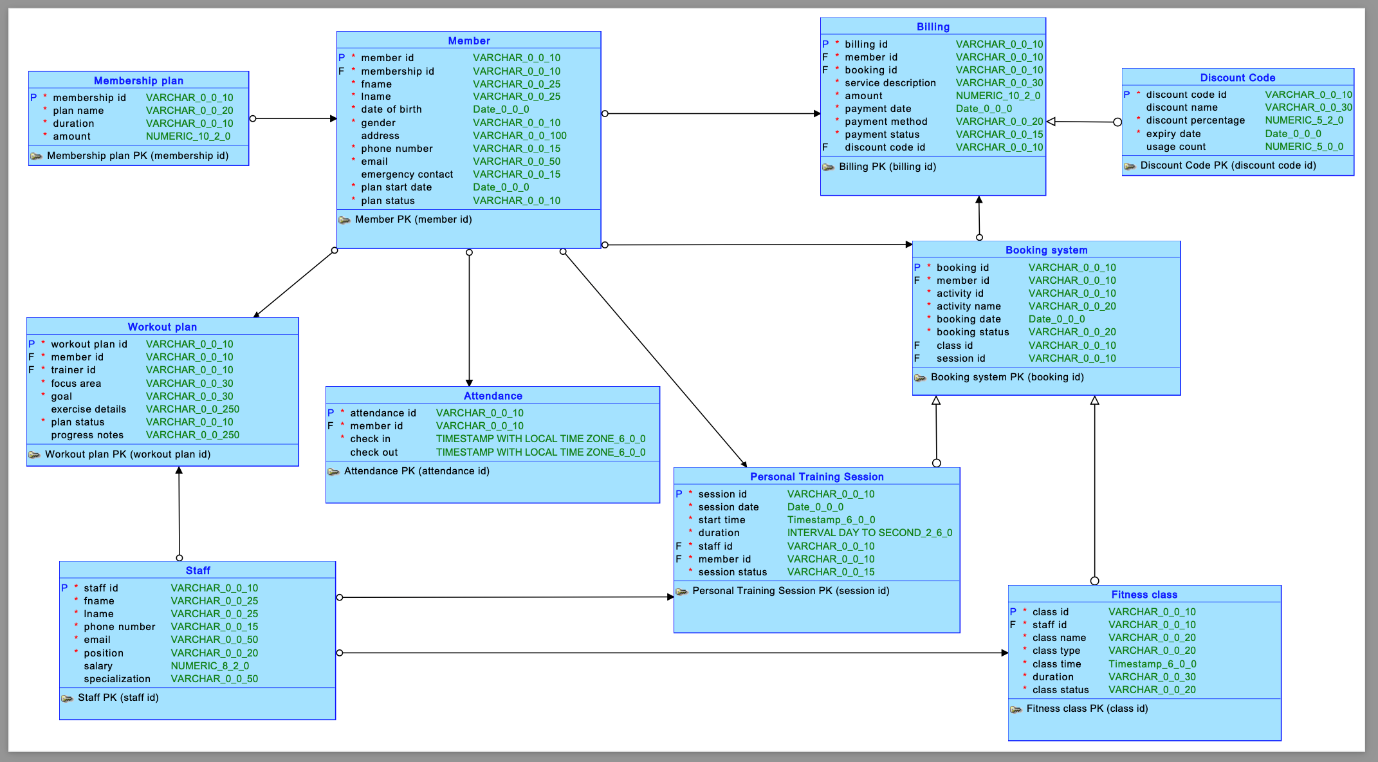 Membership plan
P * membership id VARCHAR_0_0_10
* plan name VARCHAR_0_0_20
* duration VARCHAR_0_0_10
* amount NUMERIC_10_2_0
Membership plan PK (membership id)
Member
P * member id VARCHAR_0_0_10
F * membership id VARCHAR_0_0_10
* fname VARCHAR_0_0_25
* lname VARCHAR_0_0_25
* date of birth Date_0_0_0
* gender VARCHAR_0_0_10
address VARCHAR_0_0_100
* phone number VARCHAR_0_0_15
* email VARCHAR_0_0_50
emergency contact VARCHAR_0_0_15
* plan start date Date_0_0_0
* plan status VARCHAR_0_0_10
Member PK (member id)
Billing
P * billing id VARCHAR_0_0_10
F * member id VARCHAR_0_0_10
F * booking id VARCHAR_0_0_10
* service description VARCHAR_0_0_30
* amount NUMERIC_10_2_0
* payment date Date_0_0_0
* payment method VARCHAR_0_0_20
* payment status VARCHAR_0_0_15
F discount code id VARCHAR_0_0_10
Billing PK (billing id)
Discount Code
P * discount code id VARCHAR_0_0_10
discount name VARCHAR_0_0_30
* discount percentage NUMERIC_5_2_0
* expiry date Date_0_0_0
usage count NUMERIC_5_0_0
Discount Code PK (discount code id)
Booking system
P * booking id VARCHAR_0_0_10
F * member id VARCHAR_0_0_10
* activity id VARCHAR_0_0_10
* activity name VARCHAR_0_0_20
* booking date Date_0_0_0
* booking status VARCHAR_0_0_20
F class id VARCHAR_0_0_10
F session id VARCHAR_0_0_10
Booking system PK (booking id)
Workout plan
P * workout plan id VARCHAR_0_0_10
F * member id VARCHAR_0_0_10
F * trainer id VARCHAR_0_0_10
* focus area VARCHAR_0_0_30
* goal VARCHAR_0_0_30
exercise details VARCHAR_0_0_250
* plan status VARCHAR_0_0_10
progress notes VARCHAR_0_0_250
Workout plan PK (workout plan id)
Attendance
P * attendance id VARCHAR_0_0_10
F * member id VARCHAR_0_0_10
* check in TIMESTAMP WITH LOCAL TIME ZONE_6_0_0
check out TIMESTAMP WITH LOCAL TIME ZONE_6_0_0
Attendance PK (attendance id)
Personal Training Session
P * session id VARCHAR_0_0_10
* session date Date_0_0_0
* start time Timestamp_6_0_0
* duration INTERVAL DAY TO SECOND_2_6_0
F * staff id VARCHAR_0_0_10
F * member id VARCHAR_0_0_10
* session status VARCHAR_0_0_15
Personal Training Session PK (session id)
Staff
P * staff id VARCHAR_0_0_10
* fname VARCHAR_0_0_25
* lname VARCHAR_0_0_25
* phone number VARCHAR_0_0_15
* email VARCHAR_0_0_50
* position VARCHAR_0_0_20
salary NUMERIC_8_2_0
specialization VARCHAR_0_0_50
Staff PK (staff id)
Fitness class
P * class id VARCHAR_0_0_10
F * staff id VARCHAR_0_0_10
* class name VARCHAR_0_0_20
* class type VARCHAR_0_0_20
* class time Timestamp_6_0_0
* duration VARCHAR_0_0_30
* class status VARCHAR_0_0_20
Fitness class PK (class id)